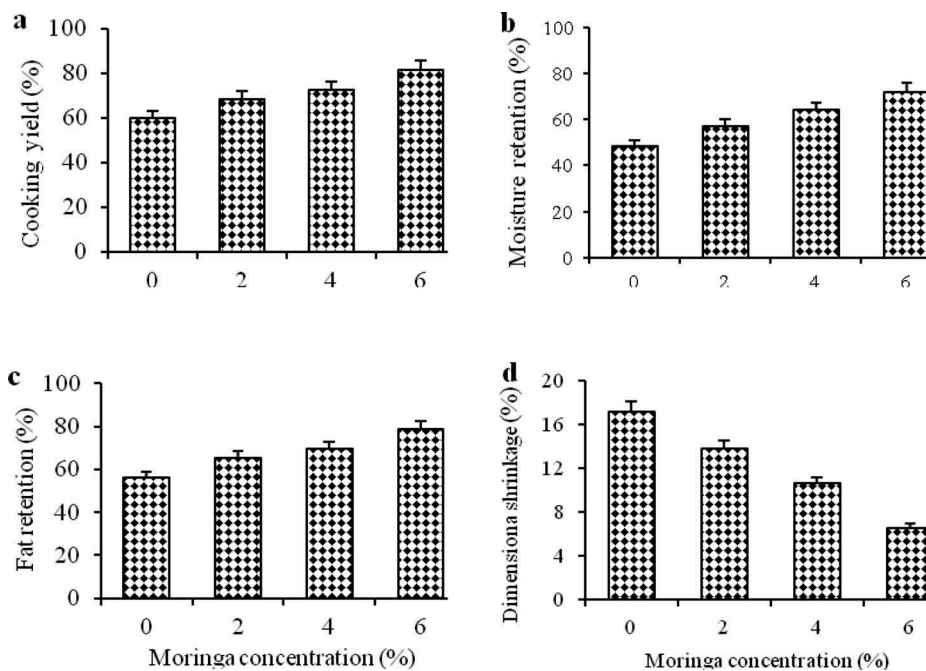 a
Cooking yield (%)
100
80
60
40
20
0
0 2 4 6
b
Moisture retention (%)
100
80
60
40
20
0
0 2 4 6
c
Fat retention (%)
100
80
60
40
20
0
0 2 4 6
Moringa concentration (%)
d
Dimensiona shrinkage (%)
20
16
12
8
4
0
0 2 4 6
Moringa concentration (%)